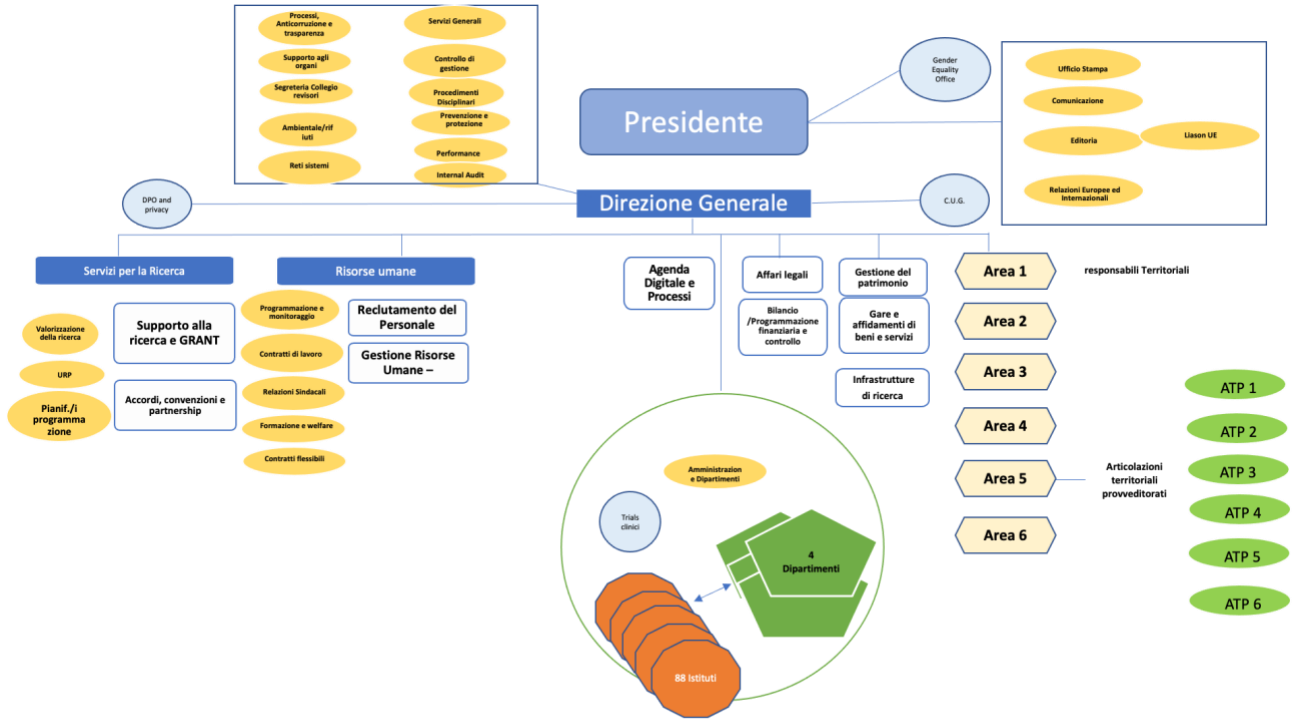 Processi,
Anticorruzione e
trasparenza
Supporto agli
organi
Segreteria Collegio
revisori
Ambientale/rif
iuti
Reti sistemi
Servizi Generali
Controllo di
gestione
Procedimenti
Disciplinari
Prevenzione e
protezione
Performance
Internal Audit
Presidente
Gender
Equality
Office
Ufficio Stampa
Comunicazione
Editoria
Liason UE
Relazioni Europee ed
Internazionali
DPO and
privacy
Direzione Generale
C.U.G.
Servizi per la Ricerca
Valorizzazione
della ricerca
URP
Pianif./i
programma
zione
Supporto alla
ricerca e GRANT
Accordi, convenzioni e
partnership
Risorse umane
Programmazione e
monitoraggio
Contratti di lavoro
Relazioni Sindacali
Formazione e welfare
Contratti flessibili
Reclutamento del
Personale
Gestione Risorse
Umane –
Agenda
Digitale e
Processi
Affari legali
Bilancio
/Programmazione
finanziaria e
controllo
Gestione del
patrimonio
Gare e
affidamenti di
beni e servizi
Infrastrutture
di ricerca
Area 1
Area 2
Area 3
Area 4
Area 5
Area 6
responsabili Territoriali
Articolazioni
territoriali
provveditorati
ATP 1
ATP 2
ATP 3
ATP 4
ATP 5
ATP 6
Amministrazion
e Dipartimenti
Trials
clinici
4
Dipartimenti
88 Istituti